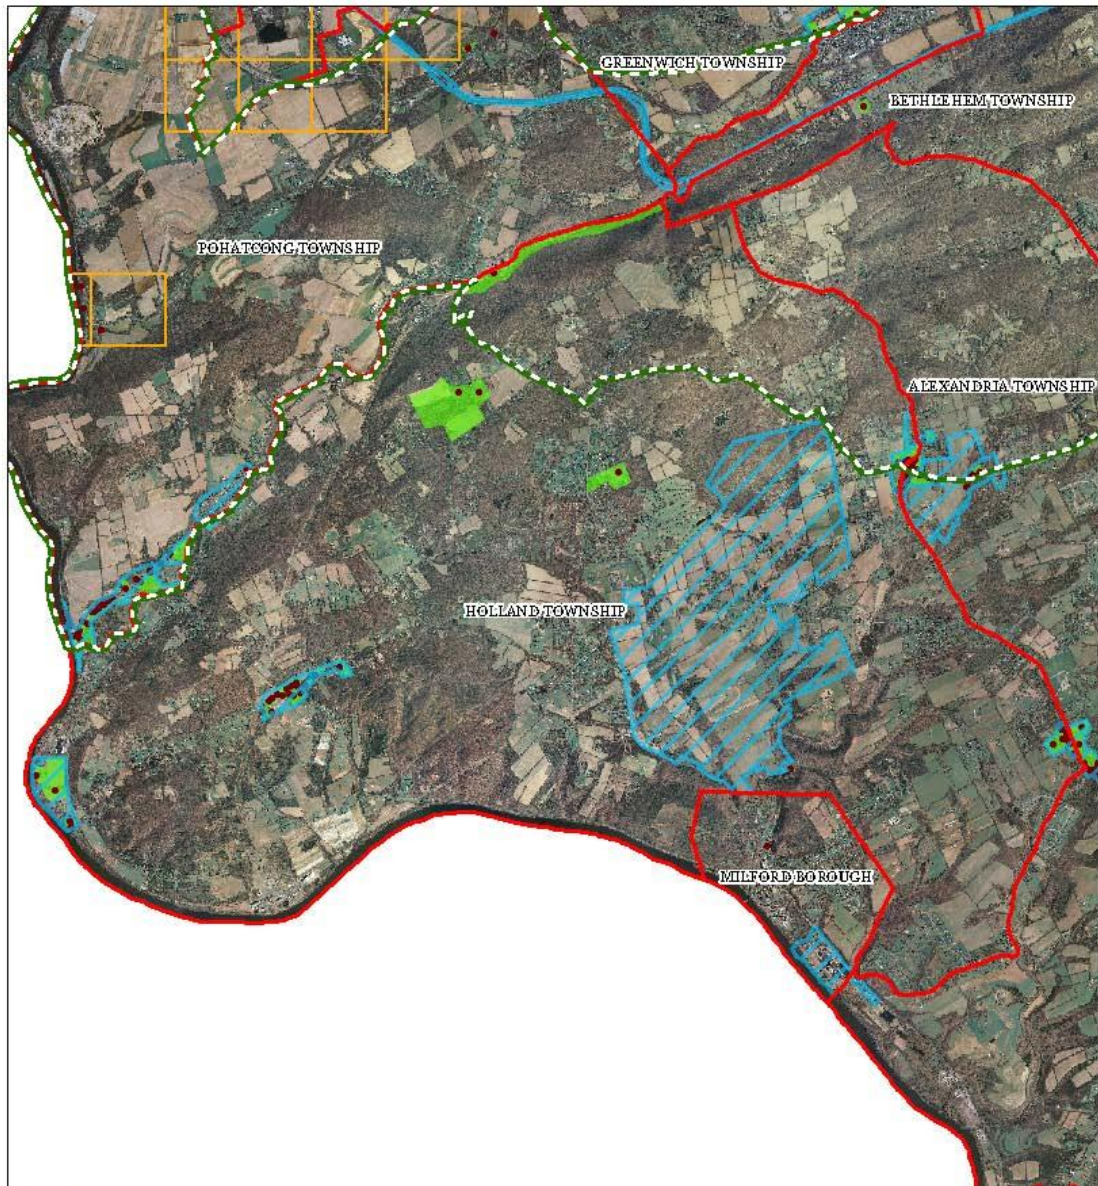 GREENWICH TOWNSHIP
BETHLEHEM TOWNSHIP
POHATCONG TOWNSHIP
ALEXANDRIA TOWNSHIP
HOLLAND TOWNSHIP
MILFORD BOROUGH